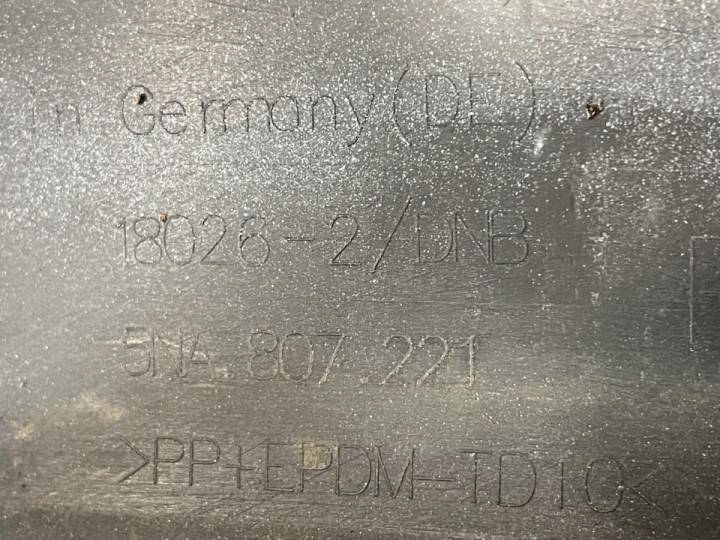 In Germany (DE)
18026-2/DNB
5NA.807.221
>PP+EPDM-TD10<